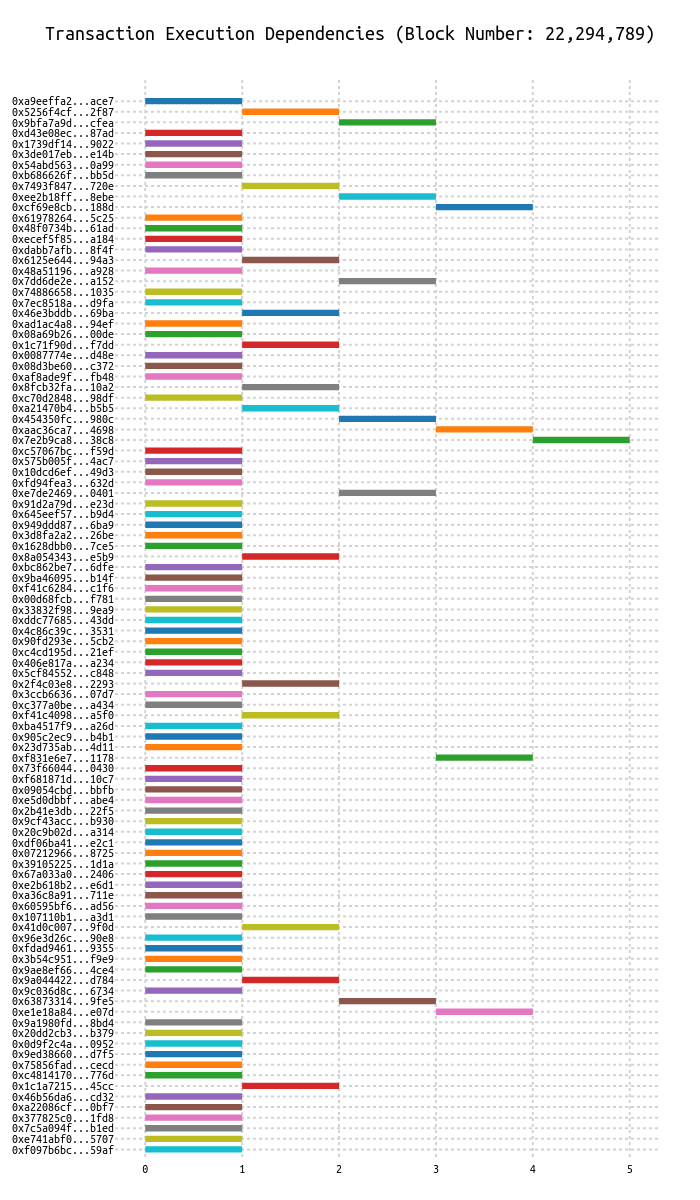 Transaction Execution Dependencies (Block Number: 22,294,789)
0xa9eeffa2...ace7
0x5256f4cf...2f87
0x9bfa7a9d...cfea
0xd43e08ec...87ad
0x1739df14...9022
0x3de017eb...e14b
0x54abd563...0a99
0xb686626f...bb5d
0x7493f847...720e
0xee2b18ff...8ebe
0xcf69e8cb...188d
0x61978264...5c25
0x48f0734b...61ad
0xecef5f85...a184
0xdabb7afb...8f4f
0x6125e644...94a3
0x48a51196...a928
0x7dd6de2e...a152
0x74886658...1035
0x7ec8518a...d9fa
0x46e3bddb...69ba
0xad1ac4a8...94ef
0x08a69b26...00de
0x1c71f90d...f7dd
0x0087774e...d48e
0x08d3be60...c372
0xaf8ade9f...fb48
0x8fcb32fa...10a2
0xc70d2848...98df
0xa21470b4...b5b5
0x454350fc...980c
0xaac36ca7...4698
0x7e2b9ca8...38c8
0xc57067bc...f59d
0x575b005f...4ac7
0x10dcd6ef...49d3
0xfd94fea3...632d
0xe7de2469...0401
0x91d2a79d...e23d
0x645eef57...b9d4
0x949ddd87...6ba9
0x3d8fa2a2...26be
0x1628dbb0...7ce5
0x8a054343...e5b9
0xbc862be7...6dfe
0x9ba46095...b14f
0xf41c6284...c1f6
0x00d68fcb...f781
0x33832f98...9ea9
0xddc77685...43dd
0x4c86c39c...3531
0x90fd293e...5cb2
0xc4cd195d...21ef
0x406e817a...a234
0x5cf84552...c848
0x2f4c03e8...2293
0x3ccb6636...07d7
0xc377a0be...a434
0xf41c4098...a5f0
0xba4517f9...a26d
0x905c2ec9...b4b1
0x23d735ab...4d11
0xf831e6e7...1178
0x73f66044...0430
0xf681871d...10c7
0x09054cbd...bbfb
0xe5d0dbbf...abe4
0x2b41e3db...22f5
0x9cf43acc...b930
0x20c9b02d...a314
0xdf06ba41...e2c1
0x07212966...8725
0x39105225...1d1a
0x67a033a0...2406
0xe2b618b2...e6d1
0xa36c8a91...711e
0x60595bf6...ad56
0x107110b1...a3d1
0x41d0c007...9f0d
0x96e3d26c...90e8
0xfdad9461...9355
0x3b54c951...f9e9
0x9ae8ef66...4ce4
0x9a044422...d784
0x9c036d8c...6734
0x63873314...9fe5
0xe1e18a84...e07d
0x9a1980fd...8bd4
0x20dd2cb3...b379
0x0d9f2c4a...0952
0x9ed38660...d7f5
0x75856fad...cecd
0xc4814170...776d
0x1c1a7215...45cc
0x46b56da6...cd32
0xa22086cf...0bf7
0x377825c0...1fd8
0x7c5a094f...b1ed
0xe741abf0...5707
0xf097b6bc...59af
0 1 2 3 4 5